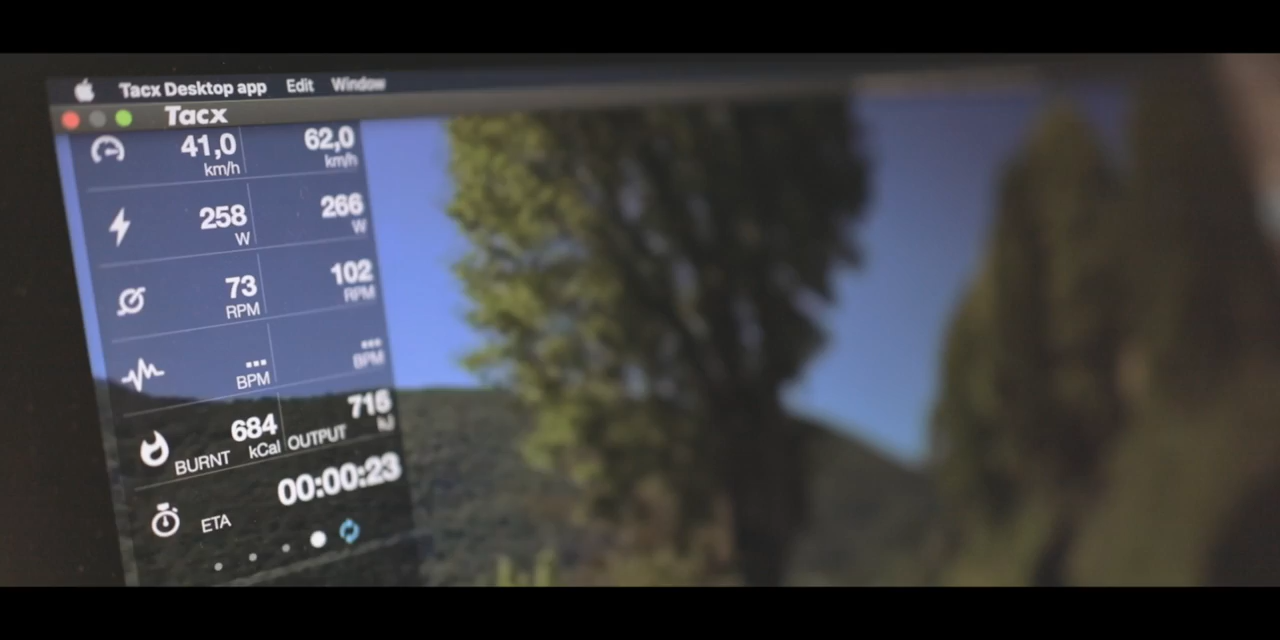 Tacx Desktop app Edit Window
Tacx
41,0 62,0
km/h km/h
258 266
W W
73 102
RPM RPM
... ...
BPM BPM
684 715
BURNT kCal OUTPUT kJ
00:00:23
ETA